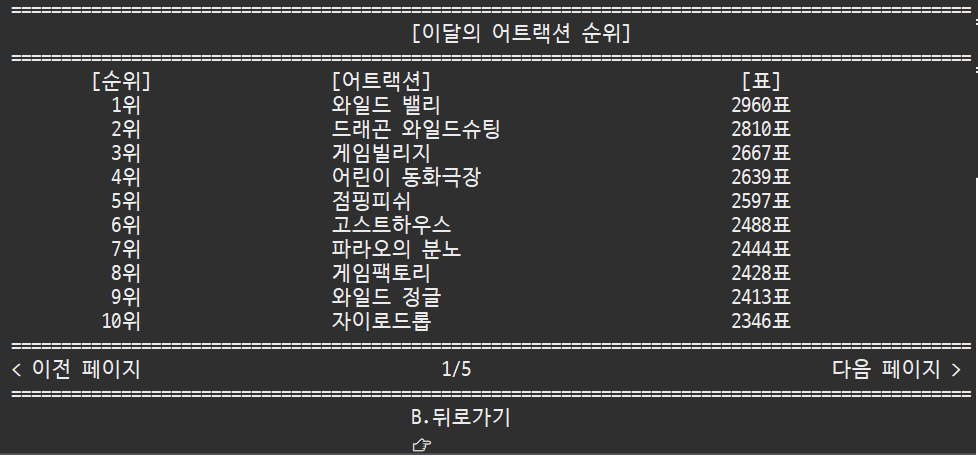 [이달의 어트랙션 순위]
[순위] [어트랙션] [표]
1위 와일드 밸리 2960표
2위 드래곤 와일드슈팅 2810표
3위 게임빌리지 2667표
4위 어린이 동화극장 2639표
5위 점핑피쉬 2597표
6위 고스트하우스 2488표
7위 파라오의 분노 2444표
8위 게임팩토리 2428표
9위 와일드 정글 2413표
10위 자이로드롭 2346표
< 이전 페이지 1/5 다음 페이지 >
B.뒤로가기
☞